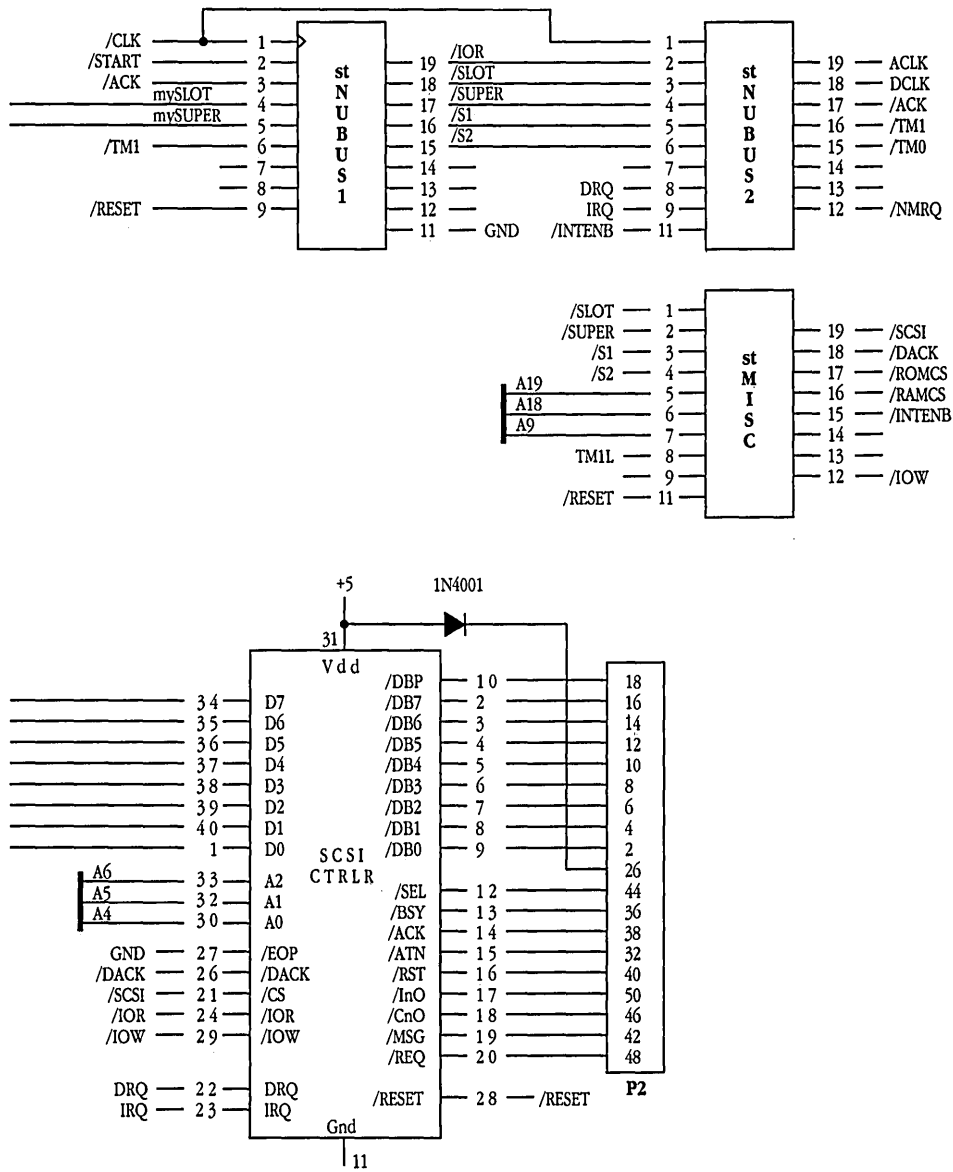 /CLK 1 /IOR 1
/START 2 19 /SLOT 2 19 ACLK
/ACK 3 18 /SUPER 3 18 DCLK
mySLOT 4 17 /S1 4 17 /ACK
mySUPER 5 16 /S2 5 16 /TM1
/TM1 6 15 6 15 /TM0
7 14 7 14
8 13 DRQ 8 13
/RESET 9 12 IRQ 9 12 /NMRQ
11 GND /INTENB 11
st NUBUS1
st NUBUS2
/SLOT 1
/SUPER 2 19 /SCSI
/S1 3 18 /DACK
/S2 4 17 /ROMCS
A19 5 16 /RAMCS
A18 6 15 /INTENB
A9 7 14
TM1L 8 13
9 12 /IOW
/RESET 11
st MISC
+5 1N4001
31
Vdd
/DBP 10 18
34 D7 /DB7 2 16
35 D6 /DB6 3 14
36 D5 /DB5 4 12
37 D4 /DB4 5 10
38 D3 /DB3 6 8
39 D2 /DB2 7 6
40 D1 /DB1 8 4
1 D0 /DB0 9 2
SCSI
CTRLR
26
A6 33 A2 /SEL 12 44
A5 32 A1 /BSY 13 36
A4 30 A0 /ACK 14 38
GND 27 /EOP /ATN 15 32
/DACK 26 /DACK /RST 16 40
/SCSI 21 /CS /InO 17 50
/IOR 24 /IOR /CnO 18 46
/IOW 29 /IOW /MSG 19 42
/REQ 20 48
P2
DRQ 22 DRQ /RESET 28 /RESET
IRQ 23 IRQ
Gnd
11